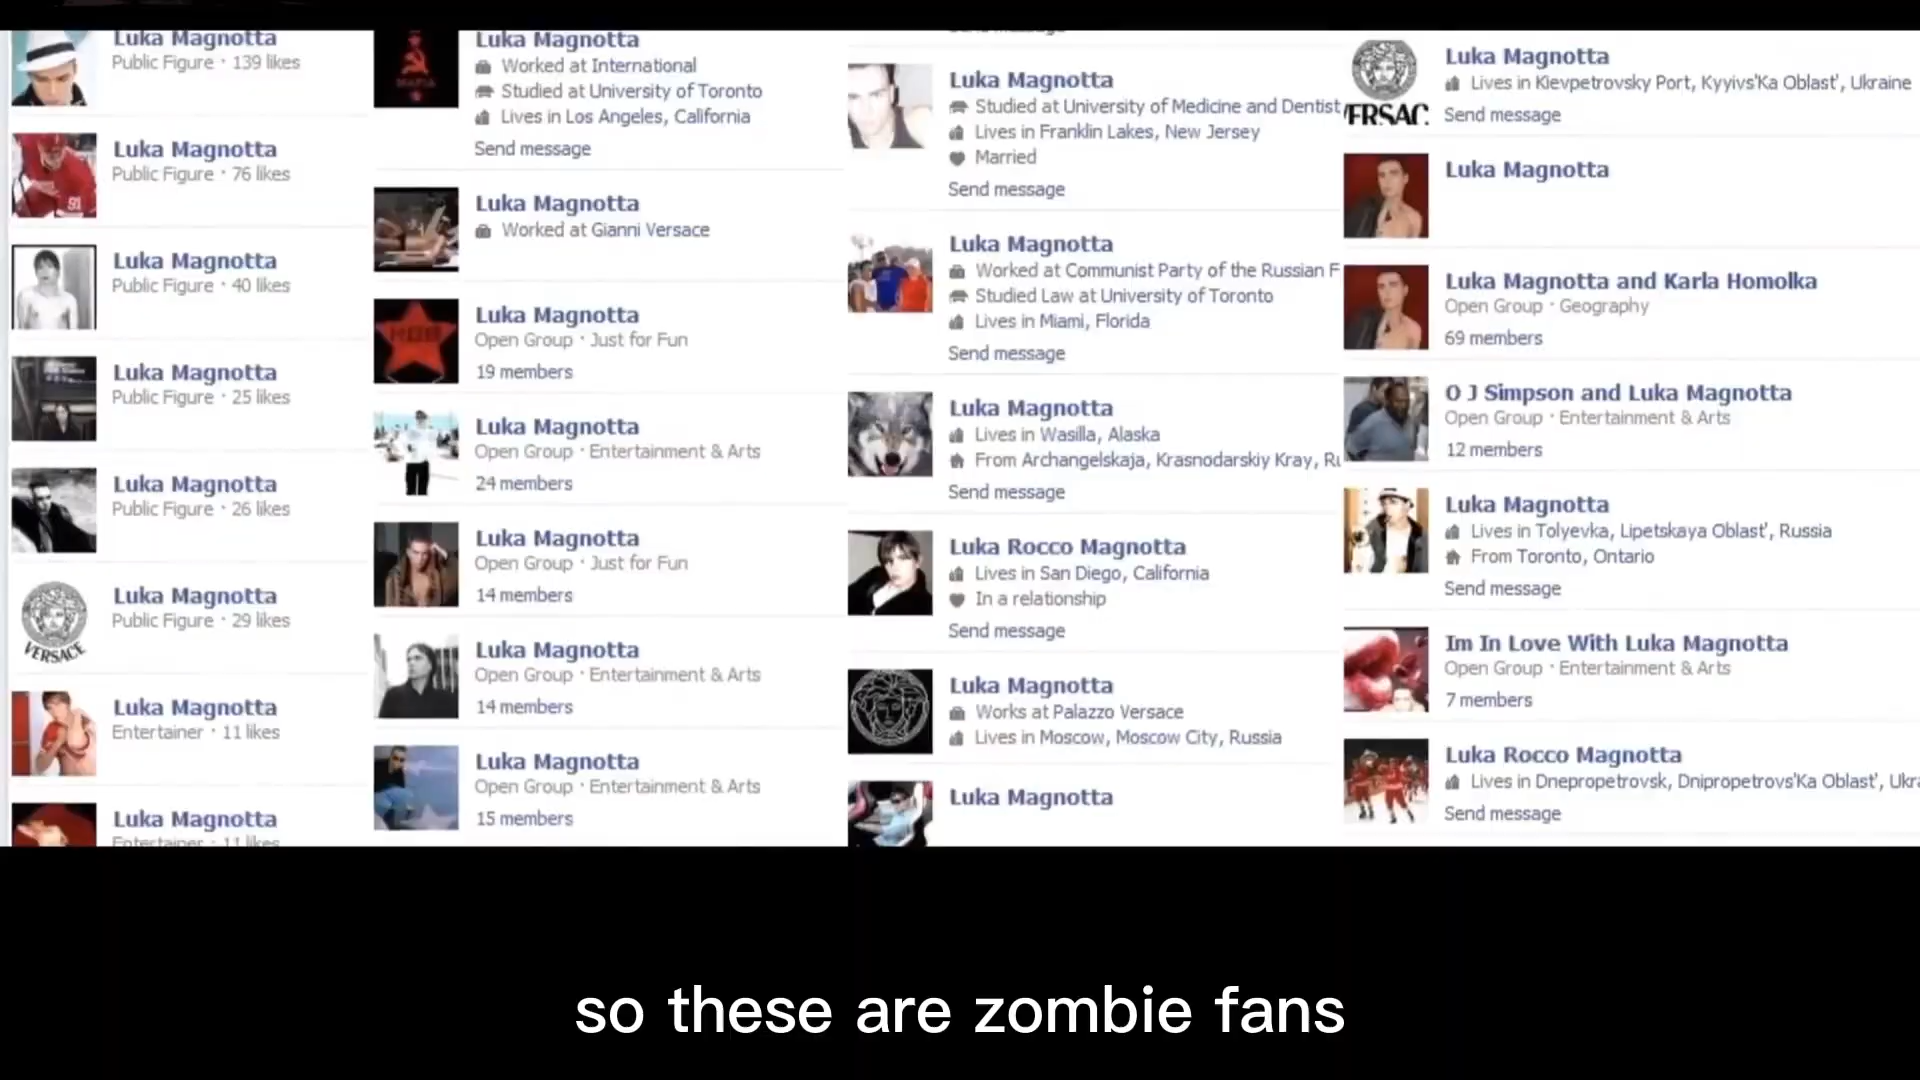 Luka Magnotta
Public Figure · 139 likes
Luka Magnotta
Public Figure · 76 likes
91
Luka Magnotta
Public Figure · 40 likes
Luka Magnotta
Public Figure · 25 likes
Luka Magnotta
Public Figure · 26 likes
Luka Magnotta
Public Figure · 29 likes
VERSACE
Luka Magnotta
Entertainer · 11 likes
Luka Magnotta
Entertainer · 11 likes
Luka Magnotta
Worked at International
Studied at University of Toronto
Lives in Los Angeles, California
Send message
Luka Magnotta
Worked at Gianni Versace
Luka Magnotta
Open Group · Just for Fun
19 members
Luka Magnotta
Open Group · Entertainment & Arts
24 members
Luka Magnotta
Open Group · Just for Fun
14 members
Luka Magnotta
Open Group · Entertainment & Arts
14 members
Luka Magnotta
Open Group · Entertainment & Arts
15 members
Send message
Luka Magnotta
Studied at University of Medicine and Dentist
Lives in Franklin Lakes, New Jersey
Married
Send message
Luka Magnotta
Worked at Communist Party of the Russian F
Studied Law at University of Toronto
Lives in Miami, Florida
Send message
Luka Magnotta
Lives in Wasilla, Alaska
From Archangelskaja, Krasnodarskiy Kray, Ru
Send message
Luka Rocco Magnotta
Lives in San Diego, California
In a relationship
Send message
Luka Magnotta
Works at Palazzo Versace
Lives in Moscow, Moscow City, Russia
Luka Magnotta
VERSAC
Luka Magnotta
Lives in Kievpetrovsky Port, Kyyivs'Ka Oblast', Ukraine
Send message
Luka Magnotta
Luka Magnotta and Karla Homolka
Open Group · Geography
69 members
O J Simpson and Luka Magnotta
Open Group · Entertainment & Arts
12 members
Luka Magnotta
Lives in Tolyevka, Lipetskaya Oblast', Russia
From Toronto, Ontario
Send message
Im In Love With Luka Magnotta
Open Group · Entertainment & Arts
7 members
Luka Rocco Magnotta
Lives in Dnepropetrovsk, Dnipropetrovs'Ka Oblast', Ukra
Send message
so these are zombie fans